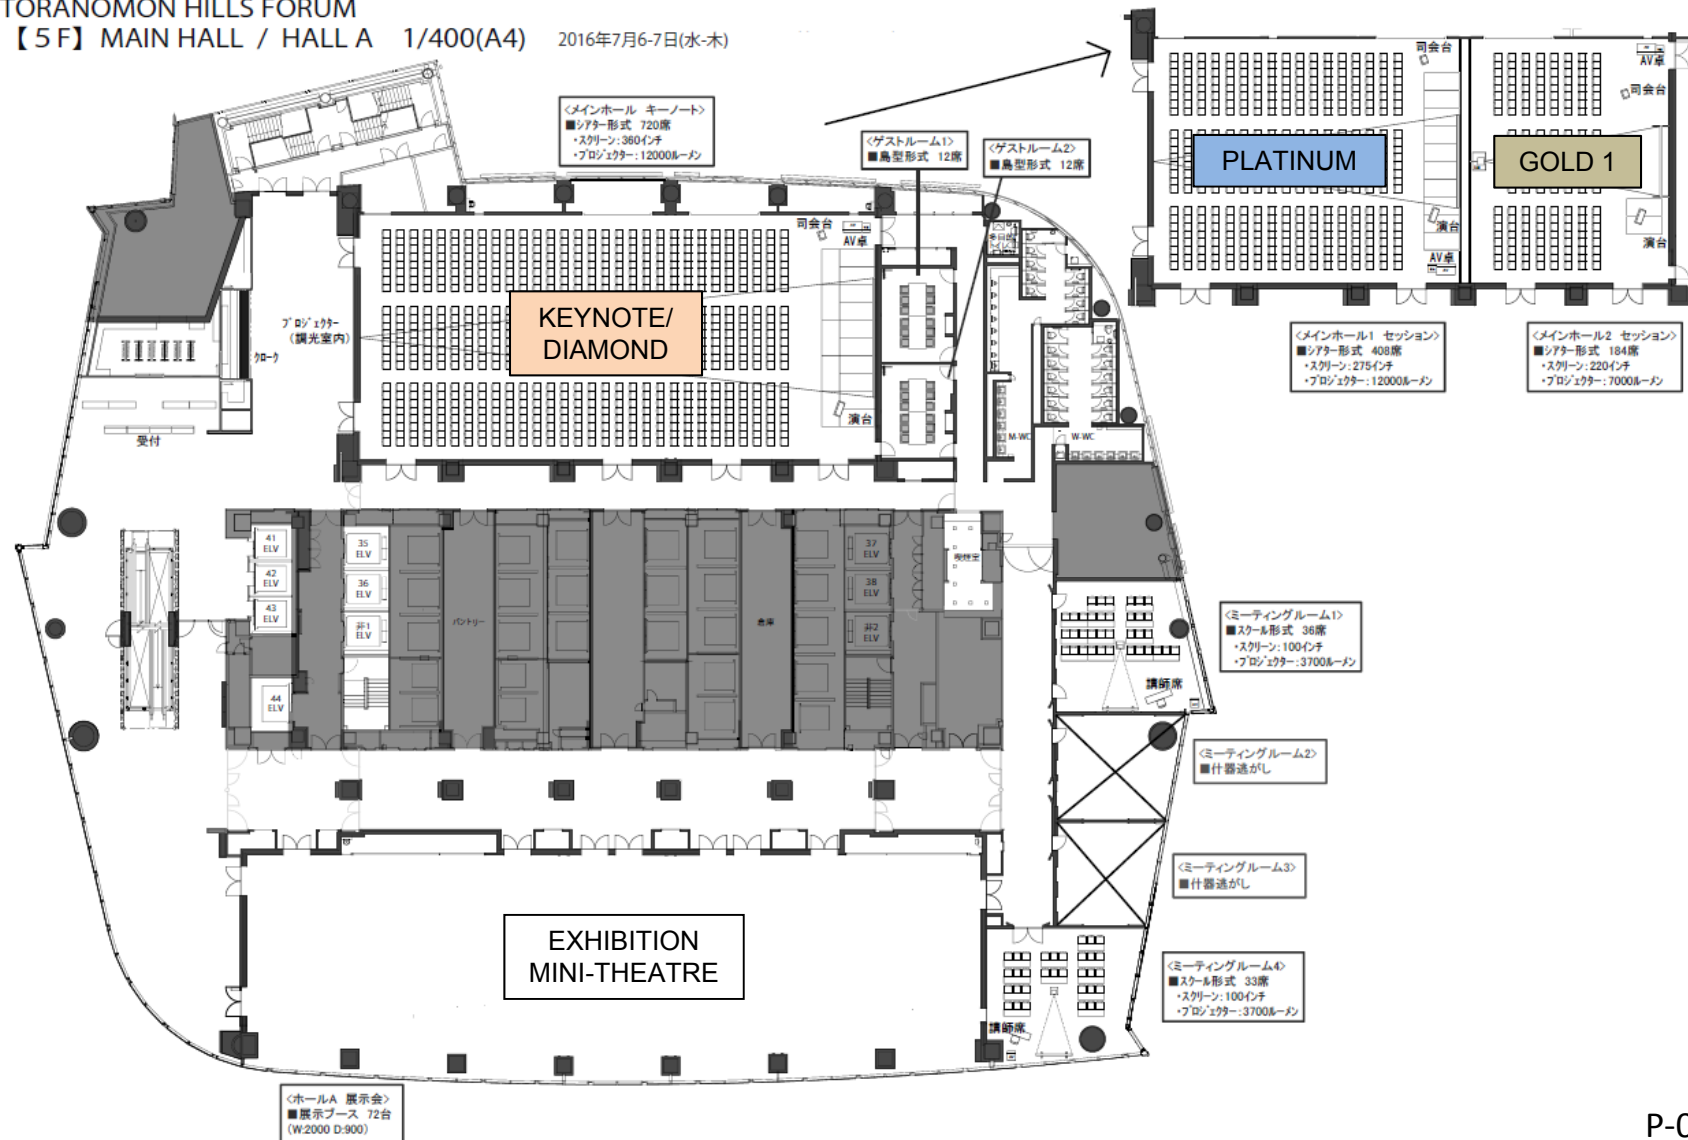 TORANOMON HILLS FORUM
【5F】MAIN HALL / HALL A 1/400(A4) 2016年7月6-7日(水-木)
<メインホール キーノート>
■シアター形式 720席
・スクリーン:360インチ
・プロジェクター:12000ルーメン
<ゲストルーム1>
■島型形式 12席
<ゲストルーム2>
■島型形式 12席
司会台
AV卓
司会台
PLATINUM
GOLD 1
演台
演台
AV卓
<メインホール1 セッション>
■シアター形式 408席
・スクリーン:275インチ
・プロジェクター:12000ルーメン
<メインホール2 セッション>
■シアター形式 184席
・スクリーン:220インチ
・プロジェクター:7000ルーメン
司会台
AV卓
プロジェクター
(調光室内)
クローク
KEYNOTE/
DIAMOND
演台
受付
M-WC
W-WC
41
ELV
42
ELV
43
ELV
44
ELV
35
ELV
36
ELV
非1
ELV
パントリー
倉庫
37
ELV
38
ELV
非2
ELV
喫煙室
<ミーティングルーム1>
■スクール形式 36席
・スクリーン:100インチ
・プロジェクター:3700ルーメン
講師席
<ミーティングルーム2>
■什器逃がし
<ミーティングルーム3>
■什器逃がし
EXHIBITION
MINI-THEATRE
<ミーティングルーム4>
■スクール形式 33席
・スクリーン:100インチ
・プロジェクター:3700ルーメン
講師席
<ホールA 展示会>
■展示ブース 72台
(W:2000 D:900)
P-0